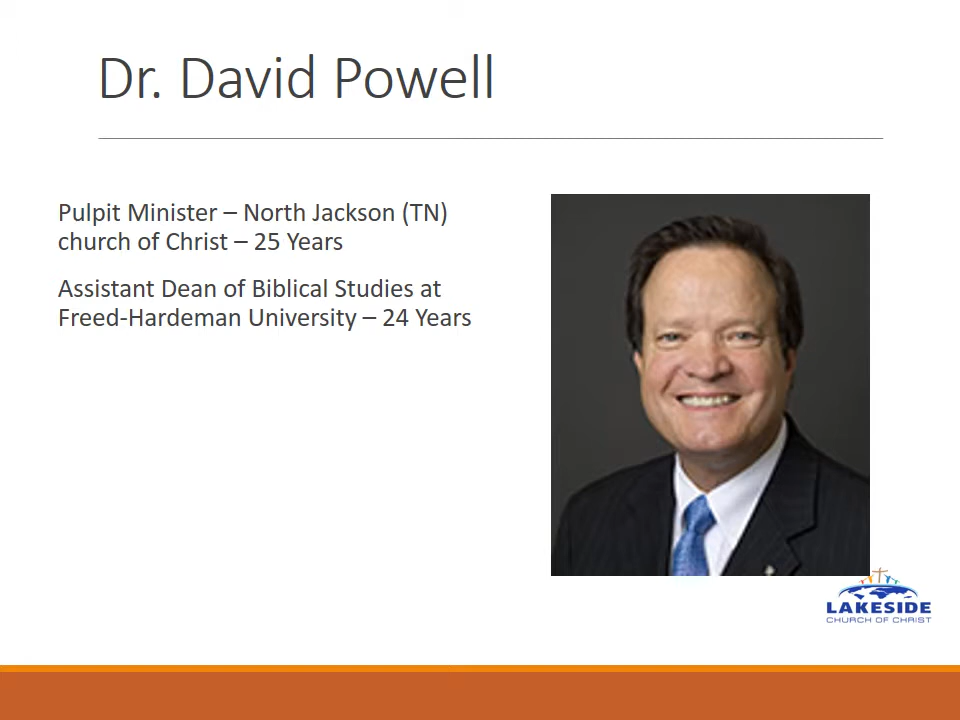 Dr. David Powell
Pulpit Minister – North Jackson (TN)
church of Christ – 25 Years
Assistant Dean of Biblical Studies at
Freed-Hardeman University – 24 Years
LAKESIDE
CHURCH OF CHRIST